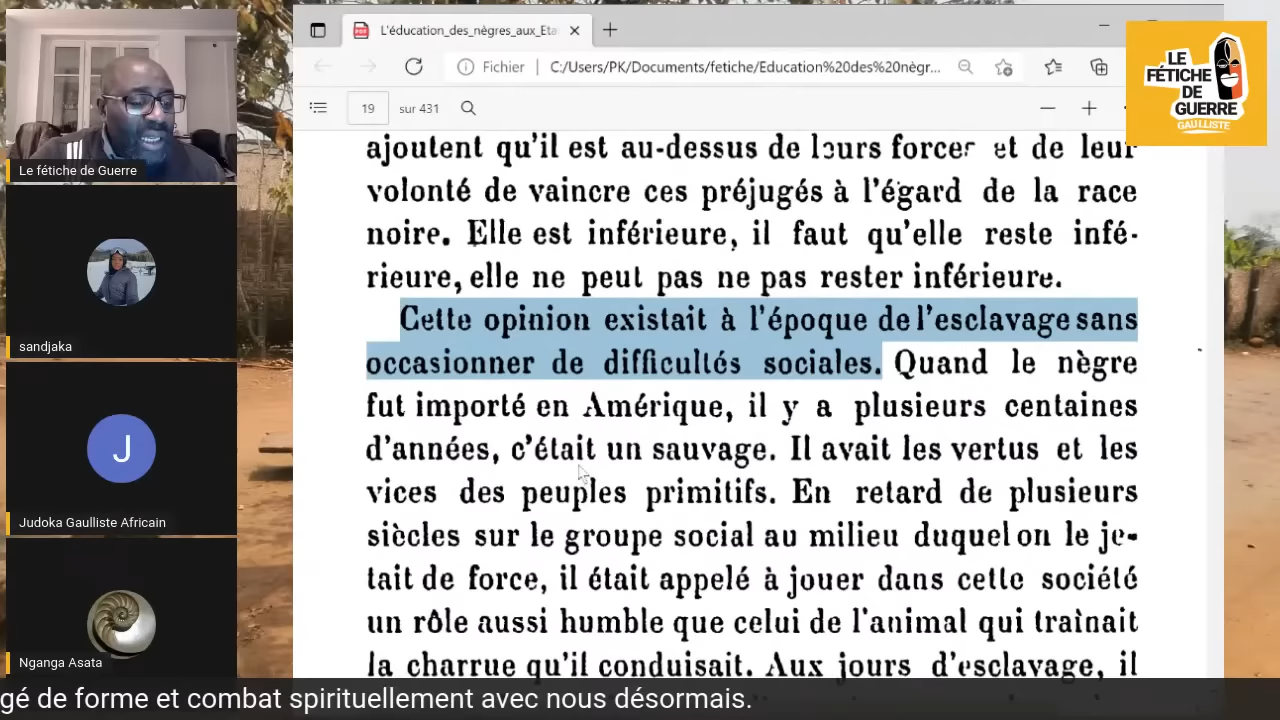 L'éducation_des_nègres_aux_Eta
Fichier
C:/Users/PK/Documents/fetiche/Education%20des%20nègr...
19
sur 431
LE
FÉTICHE
DE
GUERRE
GAULLISTE
Le fétiche de Guerre
sandjaka
J
Judoka Gaulliste Africain
Nganga Asata
ajoutent qu'il est au-dessus de leurs forces et de leur
volonté de vaincre ces préjugés à l'égard de la race
noire. Elle est inférieure, il faut qu'elle reste infé-
rieure, elle ne peut pas ne pas rester inférieure.
Cette opinion existait à l'époque de l'esclavage sans
occasionner de difficultés sociales. Quand le nègre
fut importé en Amérique, il y a plusieurs centaines
d'années, c'était un sauvage. Il avait les vertus et les
vices des peuples primitifs. En retard de plusieurs
siècles sur le groupe social au milieu duquel on le je-
tait de force, il était appelé à jouer dans cette société
un rôle aussi humble que celui de l'animal qui traînait
la charrue qu'il conduisait. Aux jours d'esclavage, il
gé de forme et combat spirituellement avec nous désormais.